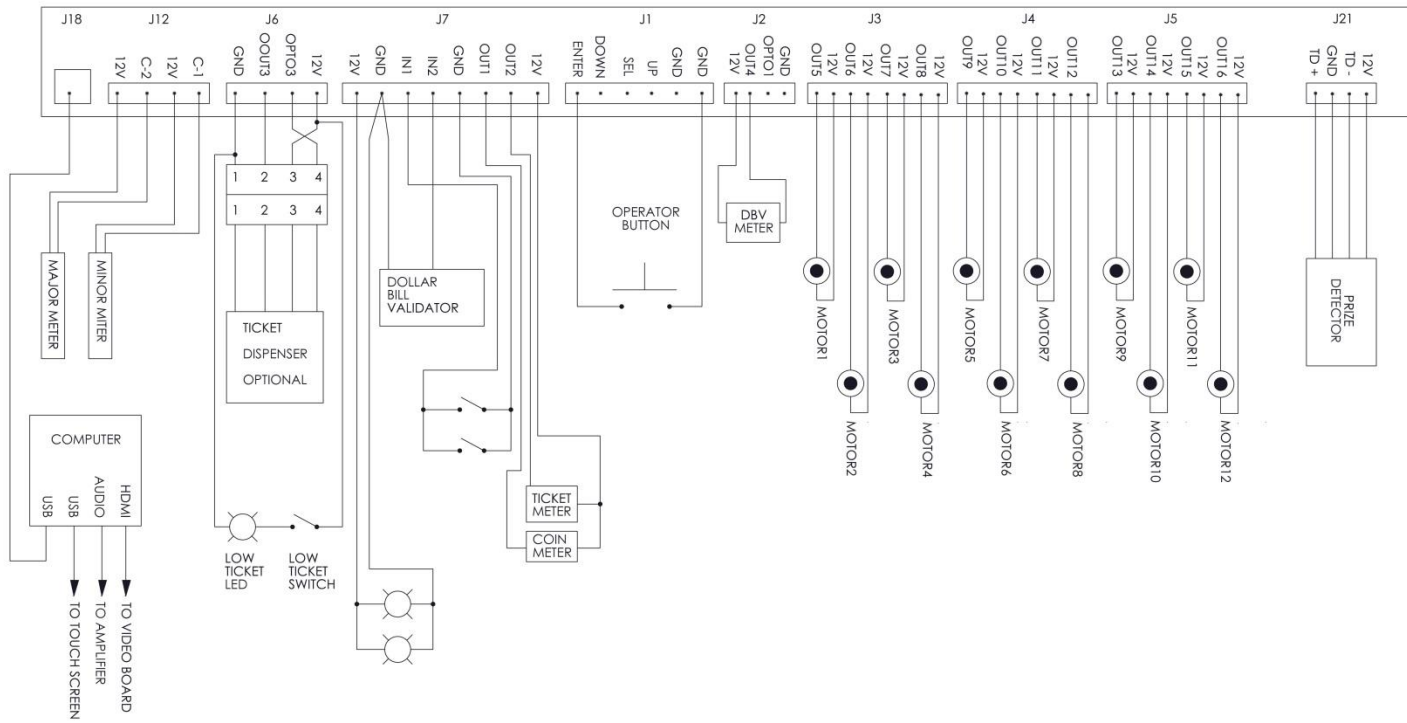 J18
J12
J6
J7
J1
J2
J3
J4
J5
J21
12V
C-2
12V
C-1
GND
OOUT3
OPTO3
12V
12V
GND
IN1
IN2
GND
OUT1
OUT2
12V
ENTER
DOWN
SEL
UP
GND
GND
12V
OUT4
OPTO1
GND
OUT5
12V
OUT6
12V
OUT7
12V
OUT8
12V
OUT9
12V
OUT10
12V
OUT11
12V
OUT12
OUT13
12V
OUT14
12V
OUT15
12V
OUT16
12V
TD +
GND
TD -
12V
1 2 3 4
1 2 3 4
MAJOR METER
MINOR MITER
TICKET
DISPENSER
OPTIONAL
DOLLAR
BILL
VALIDATOR
OPERATOR
BUTTON
DBV
METER
MOTOR1
MOTOR2
MOTOR3
MOTOR4
MOTOR5
MOTOR6
MOTOR7
MOTOR8
MOTOR9
MOTOR10
MOTOR11
MOTOR12
PRIZE
DETECTOR
COMPUTER
USB
USB
AUDIO
HDMI
TO TOUCH SCREEN
TO AMPLIFIER
TO VIDEO BOARD
LOW
TICKET
LED
LOW
TICKET
SWITCH
TICKET
METER
COIN
METER